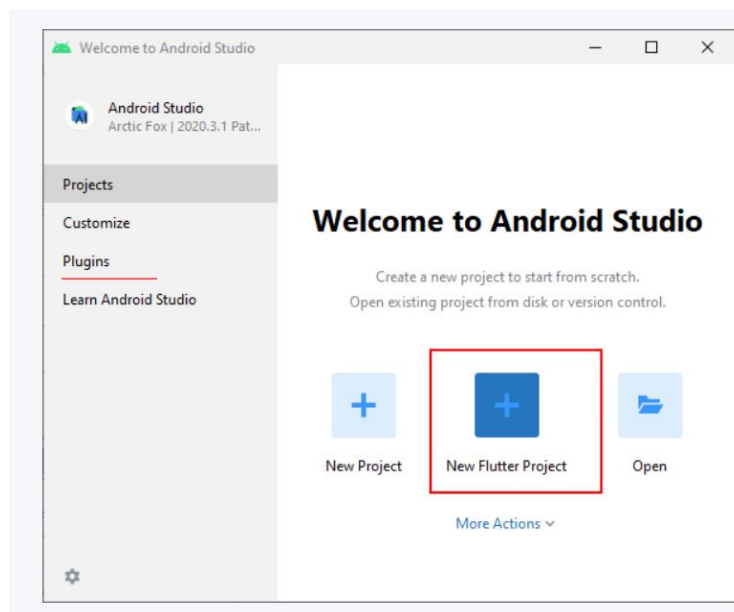 Welcome to Android Studio
Android Studio
Arctic Fox | 2020.3.1 Pat...
Projects
Customize
Plugins
Learn Android Studio
Welcome to Android Studio
Create a new project to start from scratch.
Open existing project from disk or version control.
New Project
New Flutter Project
Open
More Actions